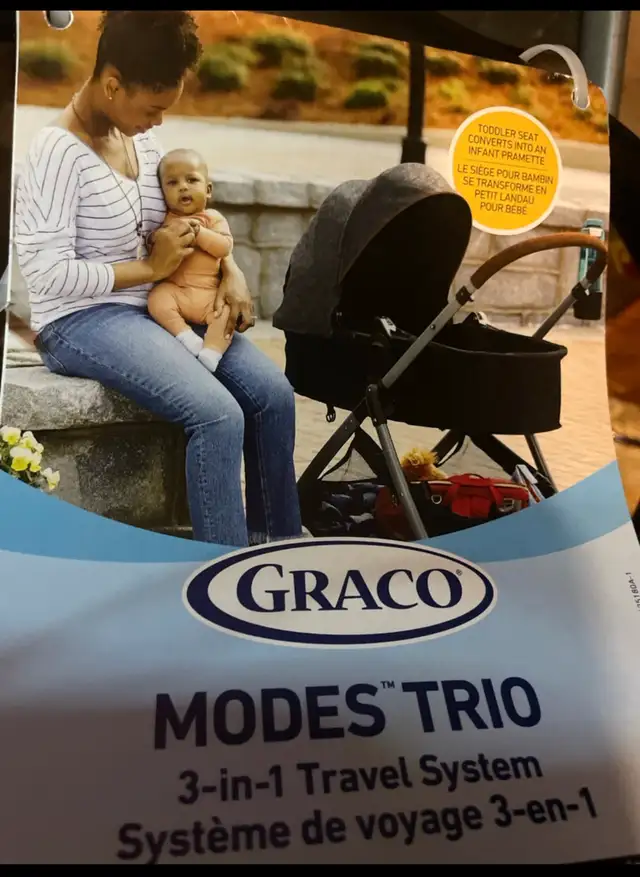 TODDLER SEAT
CONVERTS INTO AN
INFANT PRAMETTE
LE SIÈGE POUR BAMBIN
SE TRANSFORME EN
PETIT LANDAU
POUR BÉBÉ
GRACO®
MODES™ TRIO
3-in-1 Travel System
Système de voyage 3-en-1